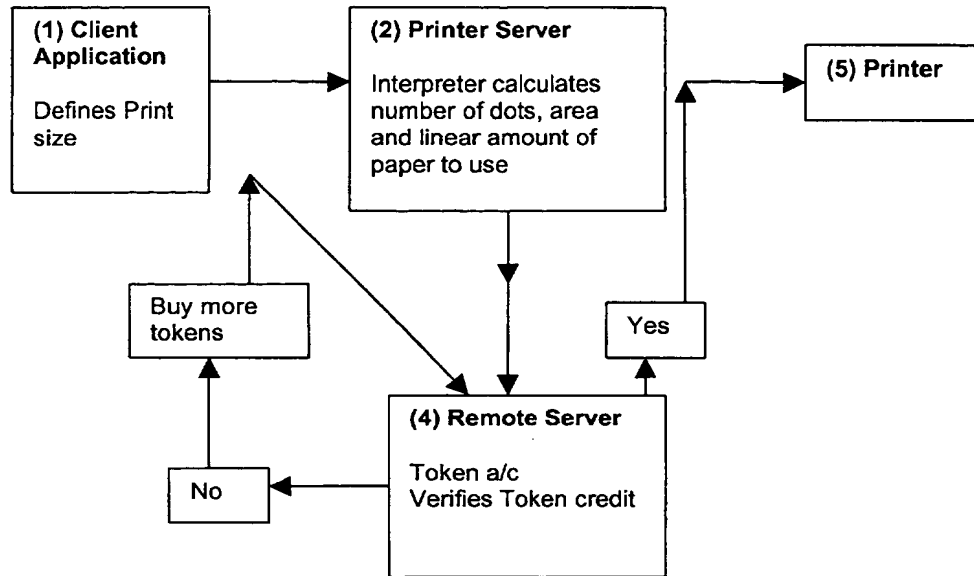 (1) Client
Application
Defines Print
size
(2) Printer Server
Interpreter calculates
number of dots, area
and linear amount of
paper to use
(5) Printer
Buy more
tokens
Yes
(4) Remote Server
Token a/c
Verifies Token credit
No